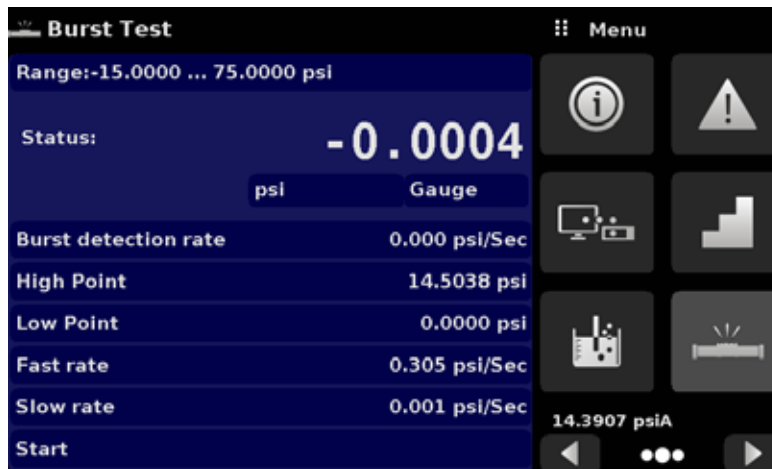 Burst Test
Menu
Range:-15.0000 ... 75.0000 psi
Status:
-0.0004
psi Gauge
Burst detection rate 0.000 psi/Sec
High Point 14.5038 psi
Low Point 0.0000 psi
Fast rate 0.305 psi/Sec
Slow rate 0.001 psi/Sec
Start
14.3907 psiA